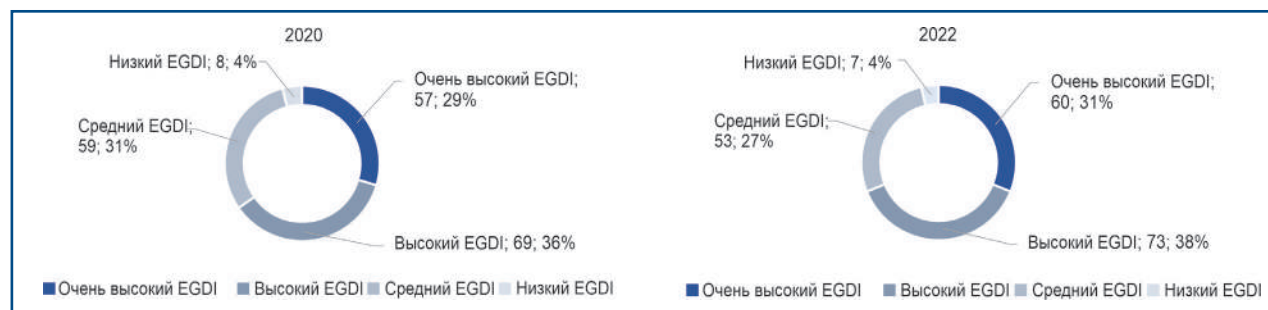 2020
Низкий EGDI; 8; 4%
Очень высокий EGDI;
57; 29%
Средний EGDI;
59; 31%
Высокий EGDI; 69; 36%
Очень высокий EGDI Высокий EGDI Средний EGDI Низкий EGDI
2022
Низкий EGDI; 7; 4%
Очень высокий EGDI;
60; 31%
Средний EGDI;
53; 27%
Высокий EGDI; 73; 38%
Очень высокий EGDI Высокий EGDI Средний EGDI Низкий EGDI